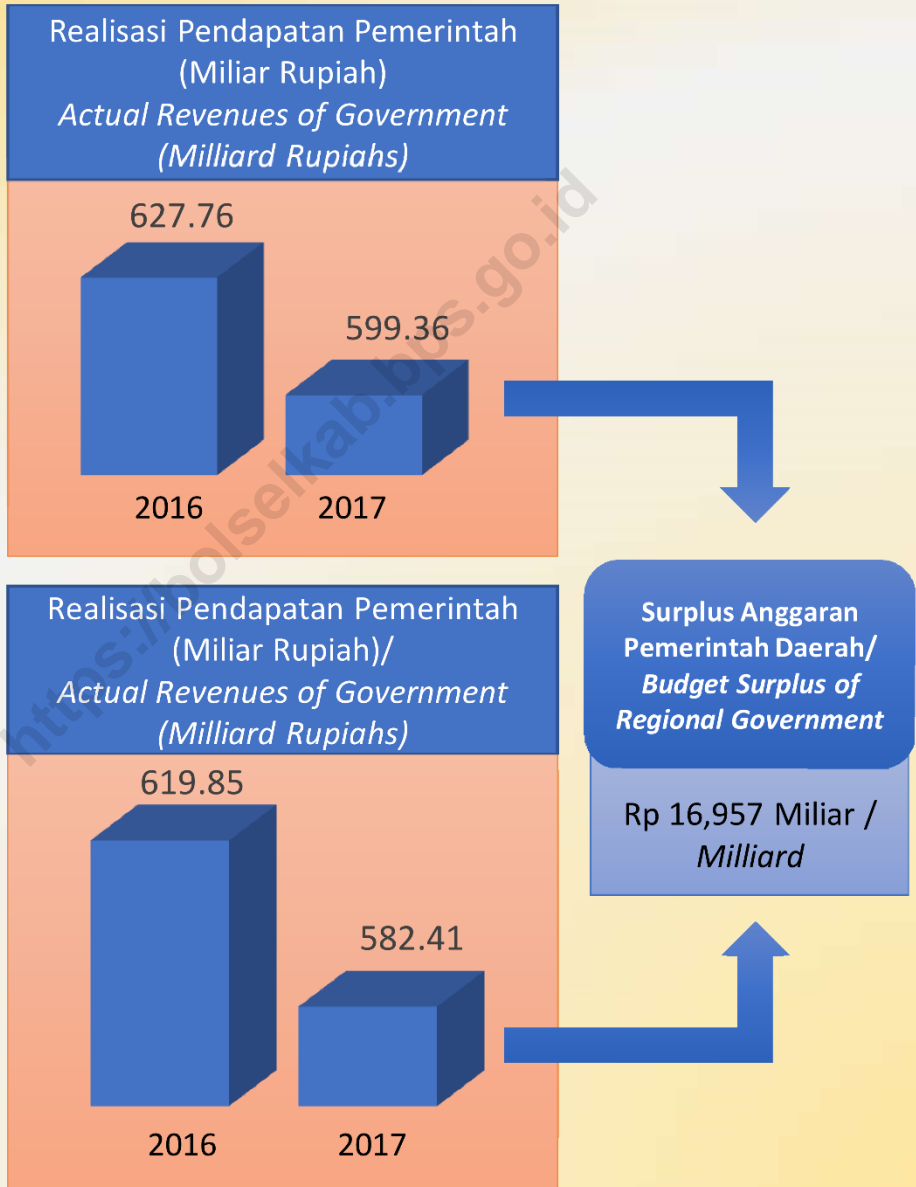 Realisasi Pendapatan Pemerintah
(Miliar Rupiah)
Actual Revenues of Government
(Milliard Rupiahs)
627.76
599.36
2016
2017
Realisasi Pendapatan Pemerintah
(Miliar Rupiah)/
Actual Revenues of Government
(Milliard Rupiahs)
619.85
582.41
2016
2017
Surplus Anggaran
Pemerintah Daerah/
Budget Surplus of
Regional Government
Rp 16,957 Miliar /
Milliard
https://bolselkab.bps.go.id